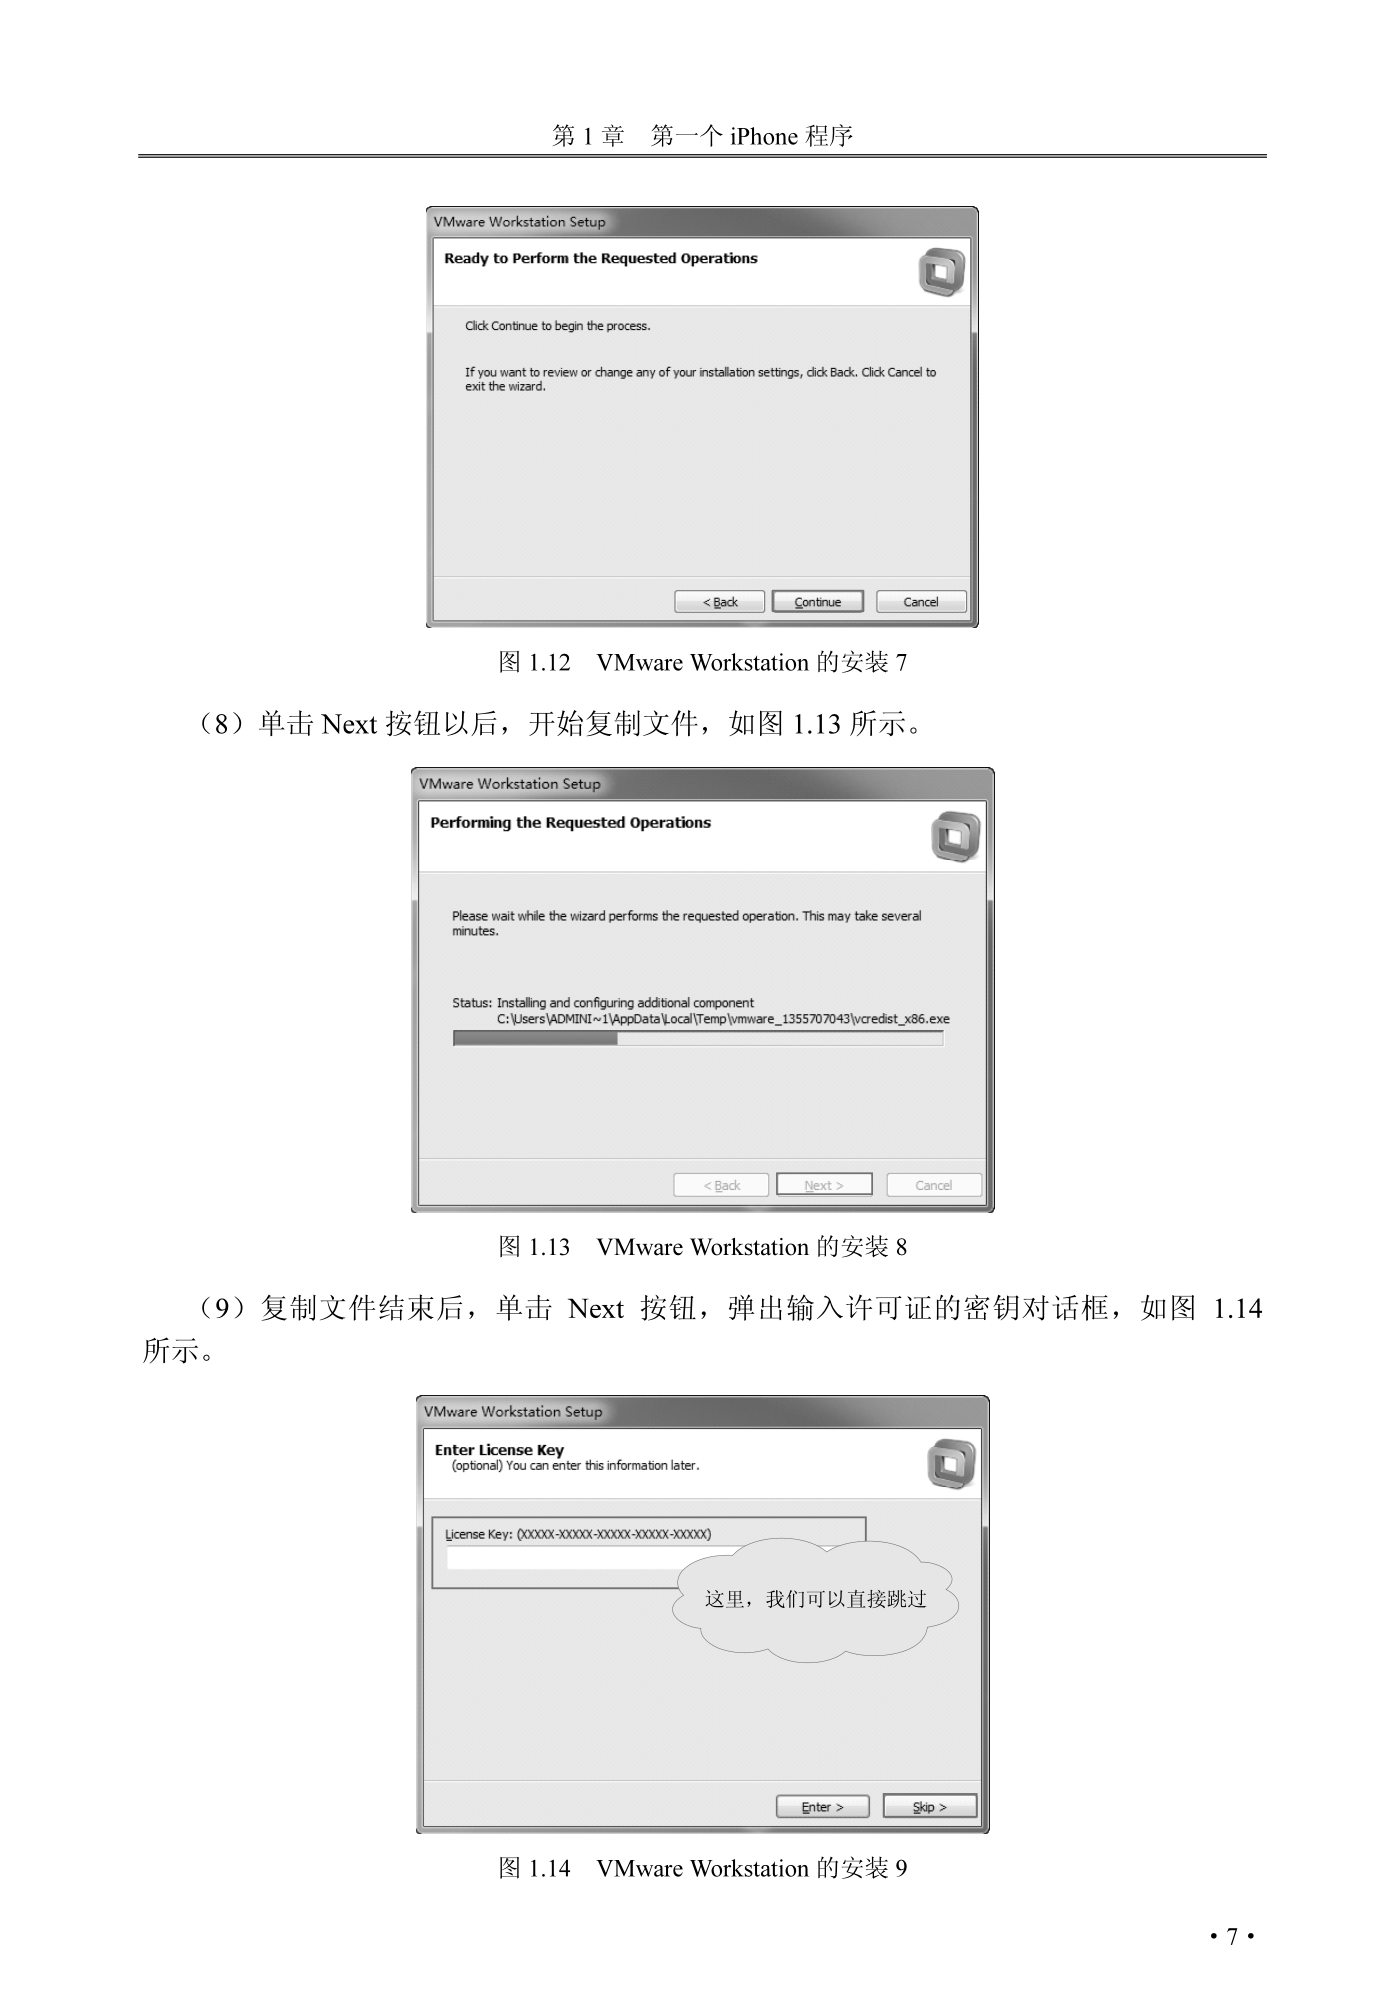 第 1 章　第一个 iPhone 程序
VMware Workstation Setup
Ready to Perform the Requested Operations
Click Continue to begin the process.
If you want to review or change any of your installation settings, click Back. Click Cancel to
exit the wizard.
< Back Continue Cancel
图 1.12　VMware Workstation 的安装 7
（8）单击 Next 按钮以后，开始复制文件，如图 1.13 所示。
VMware Workstation Setup
Performing the Requested Operations
Please wait while the wizard performs the requested operation. This may take several
minutes.
Status: Installing and configuring additional component
C:\Users\ADMINI~1\AppData\Local\Temp\vmware_1355707043\vcredist_x86.exe
< Back Next > Cancel
图 1.13　VMware Workstation 的安装 8
（9）复制文件结束后，单击 Next 按钮，弹出输入许可证的密钥对话框，如图 1.14
所示。
VMware Workstation Setup
Enter License Key
(optional) You can enter this information later.
License Key: (XXXXX-XXXXX-XXXXX-XXXXX-XXXXX)
这里，我们可以直接跳过
Enter > Skip >
图 1.14　VMware Workstation 的安装 9
·7·